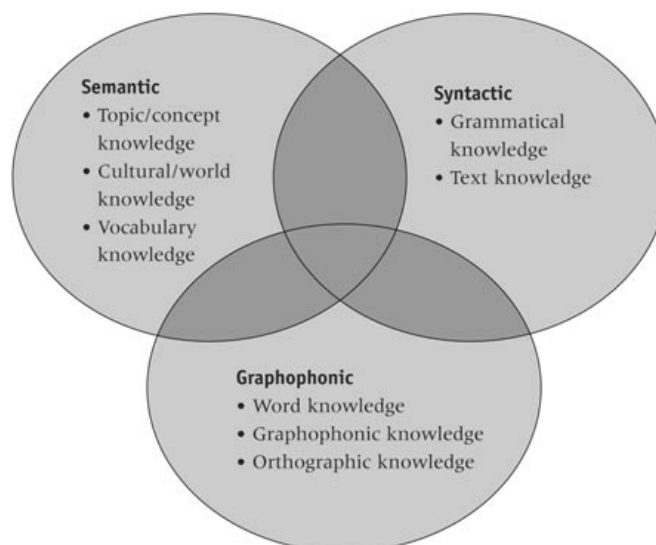 Semantic
• Topic/concept
knowledge
• Cultural/world
knowledge
• Vocabulary
knowledge
Syntactic
• Grammatical
knowledge
• Text knowledge
Graphophonic
• Word knowledge
• Graphophonic knowledge
• Orthographic knowledge